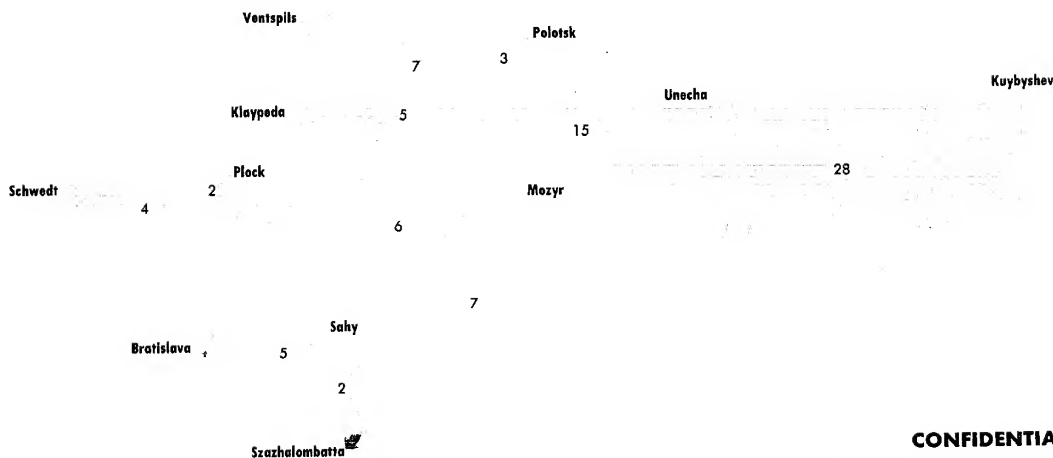 Ventspils
Polotsk
7
3
Kuybyshev
Unecha
Klaypeda
5
15
Plock
28
Schwedt
2
Mozyr
4
6
7
Sahy
Bratislava
5
2
Szazhalombatta
CONFIDENTIA